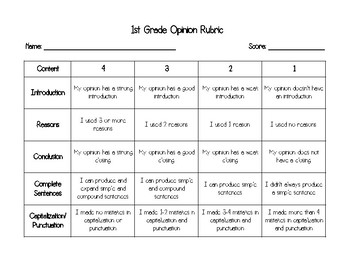 1st Grade Opinion Rubric
Name: Score:
Content 4 3 2 1
Introduction
My opinion has a strong introduction
My opinion has a good introduction
My opinion has a weak introduction
My opinion doesn't have an introduction
Reasons
I used 3 or more reasons
I used 2 reasons
I used 1 reason
I used no reasons
Conclusion
My opinion has a strong closing
My opinion has a good closing
My opinion has a weak closing
My opinion does not have a closing
Complete Sentences
I can produce and expand simple and compound sentences
I can produce simple and compound sentences
I can produce simple sentences
I didn't always produce a simple sentence
Capitalization/ Punctuation
I made no mistakes in capitalization or punctuation
I made 1-2 mistakes in capitalization and punctuation
I made 3-4 mistakes in capitalization and punctuation
I made more than 4 mistakes in capitalization and punctuation